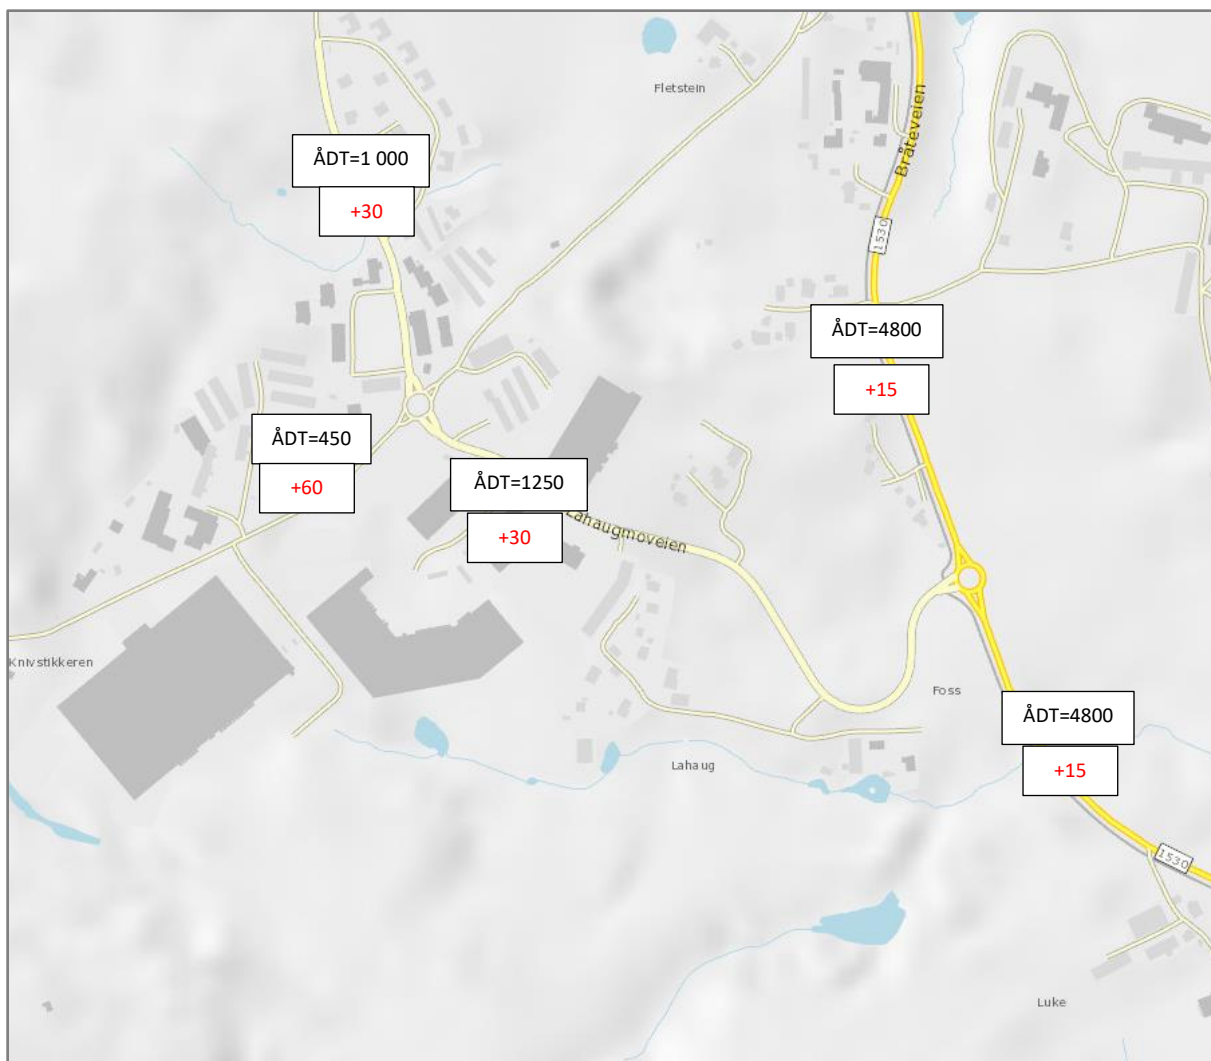 Fletstein
Bråteveien
ÅDT=1 000
+30
1530
ÅDT=4800
+15
ÅDT=450
+60
ÅDT=1250
+30
Lahaugmoveien
Knivstikkeren
Foss
ÅDT=4800
+15
Lahaug
1530
Luke